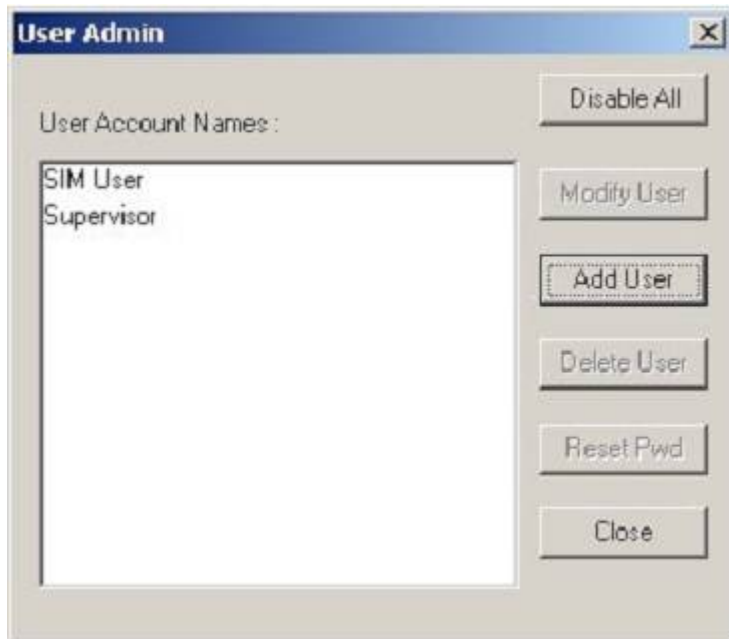 User Admin
Disable All
User Account Names :
SIM User
Supervisor
Modify User
Add User
Delete User
Reset Pwd
Close